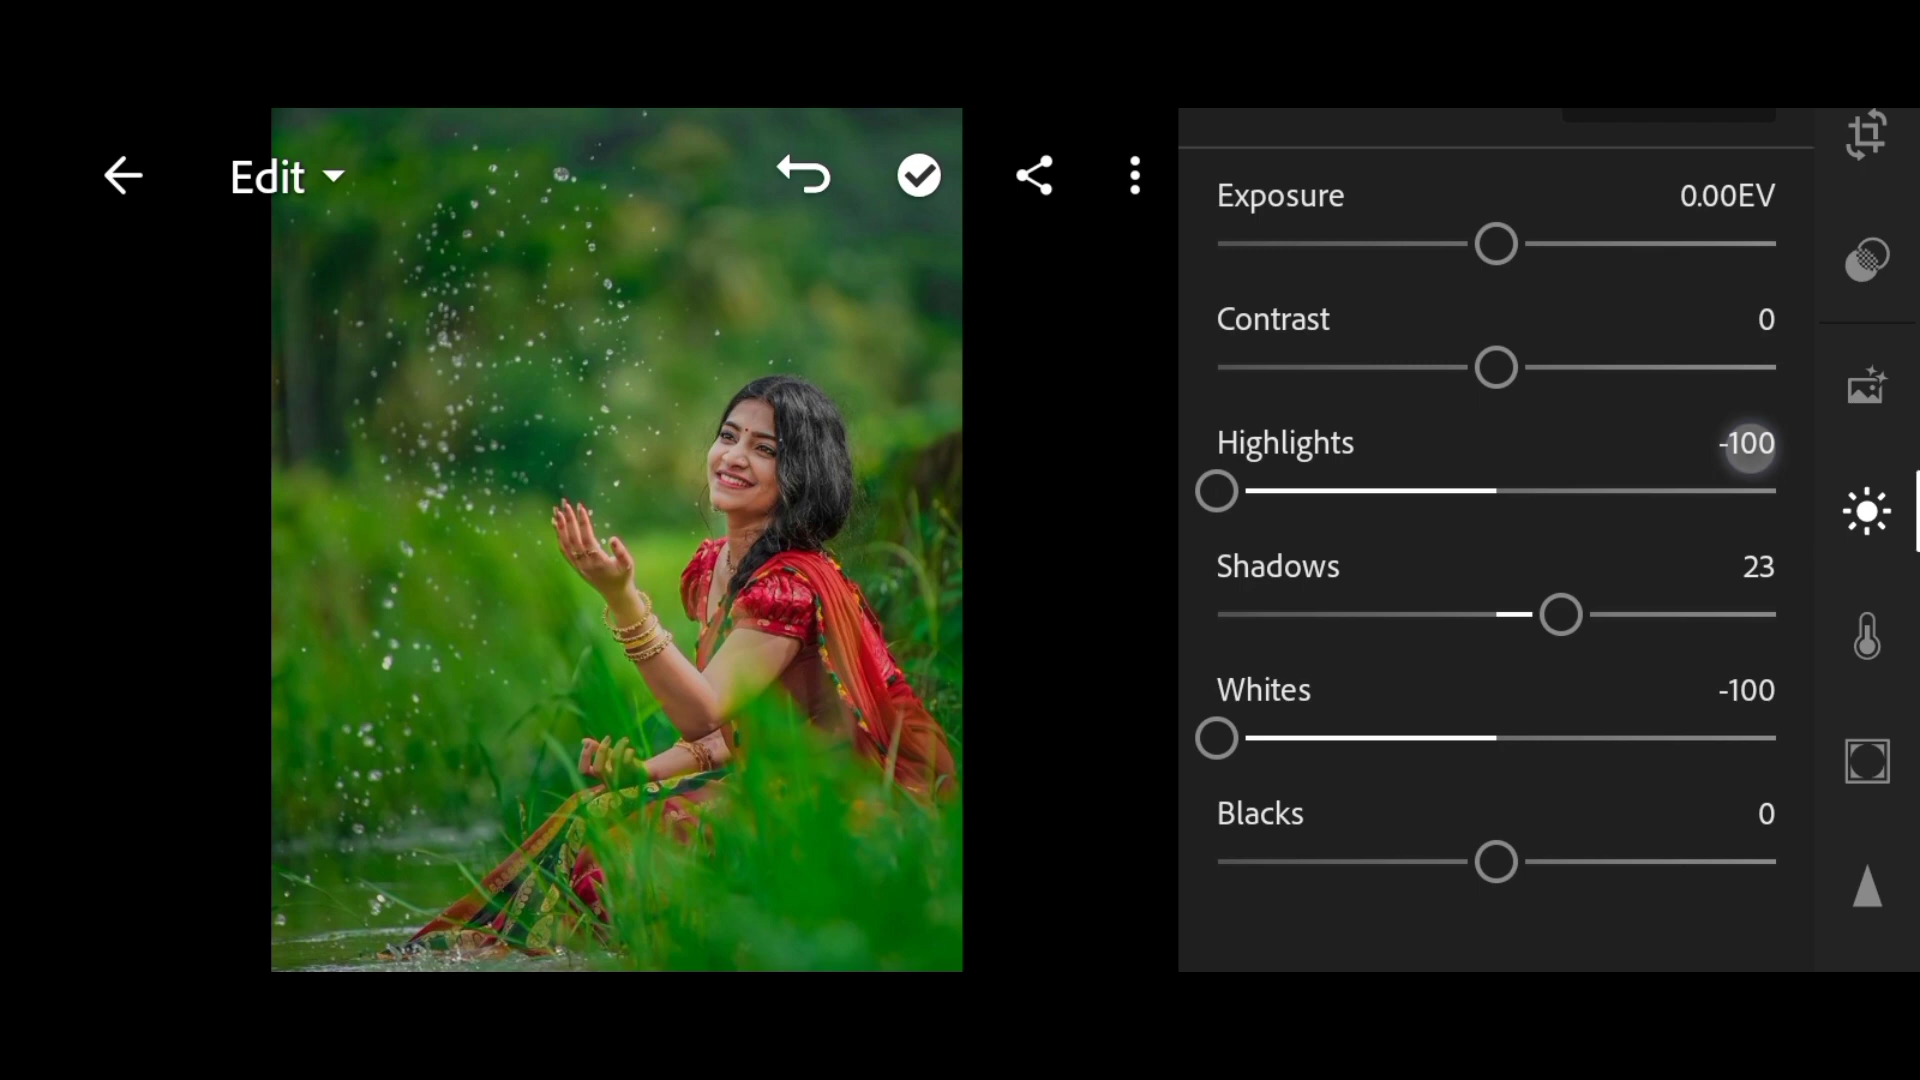 Edit
Exposure 0.00EV
Contrast 0
Highlights -100
Shadows 23
Whites -100
Blacks 0